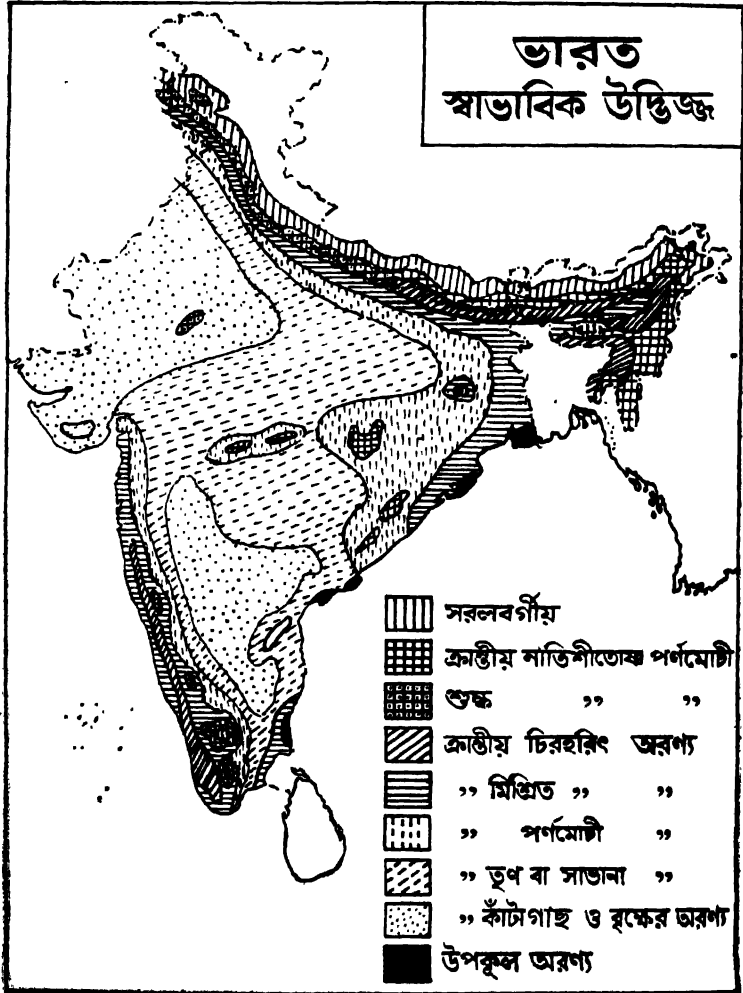 ভারত
স্বাভাবিক উদ্ভিজ্জ
সরলবর্গীয়
ক্রান্তীয় নাতিশীতোষ্ণ পর্ণমোচী
শুষ্ক ,, ,,
ক্রান্তীয় চিরহরিৎ অরণ্য
,, মিশ্রিত ,, ,,
,, পর্ণমোচী ,,
,, তৃণ বা সাভানা ,,
,, কাঁটাগাছ ও বৃক্ষের অরণ্য
উপকূল অরণ্য